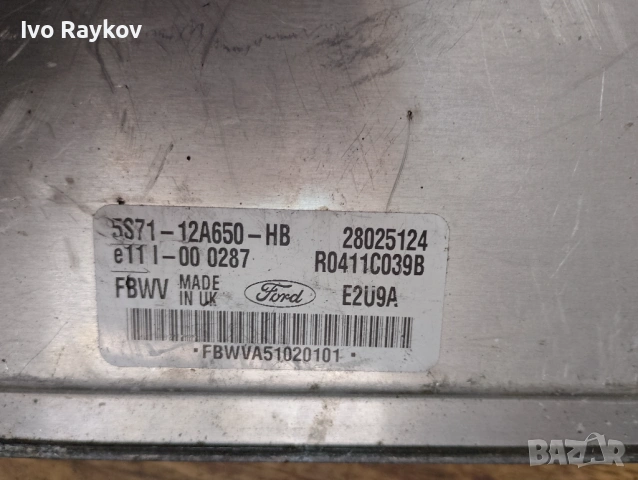 Ivo Raykov
5S71-12A650-HB 28025124
e11 I-00 0287 R0411C039B
FBWV MADE IN UK Ford E2U9A
• FBWVA51020101 •
BAZAR